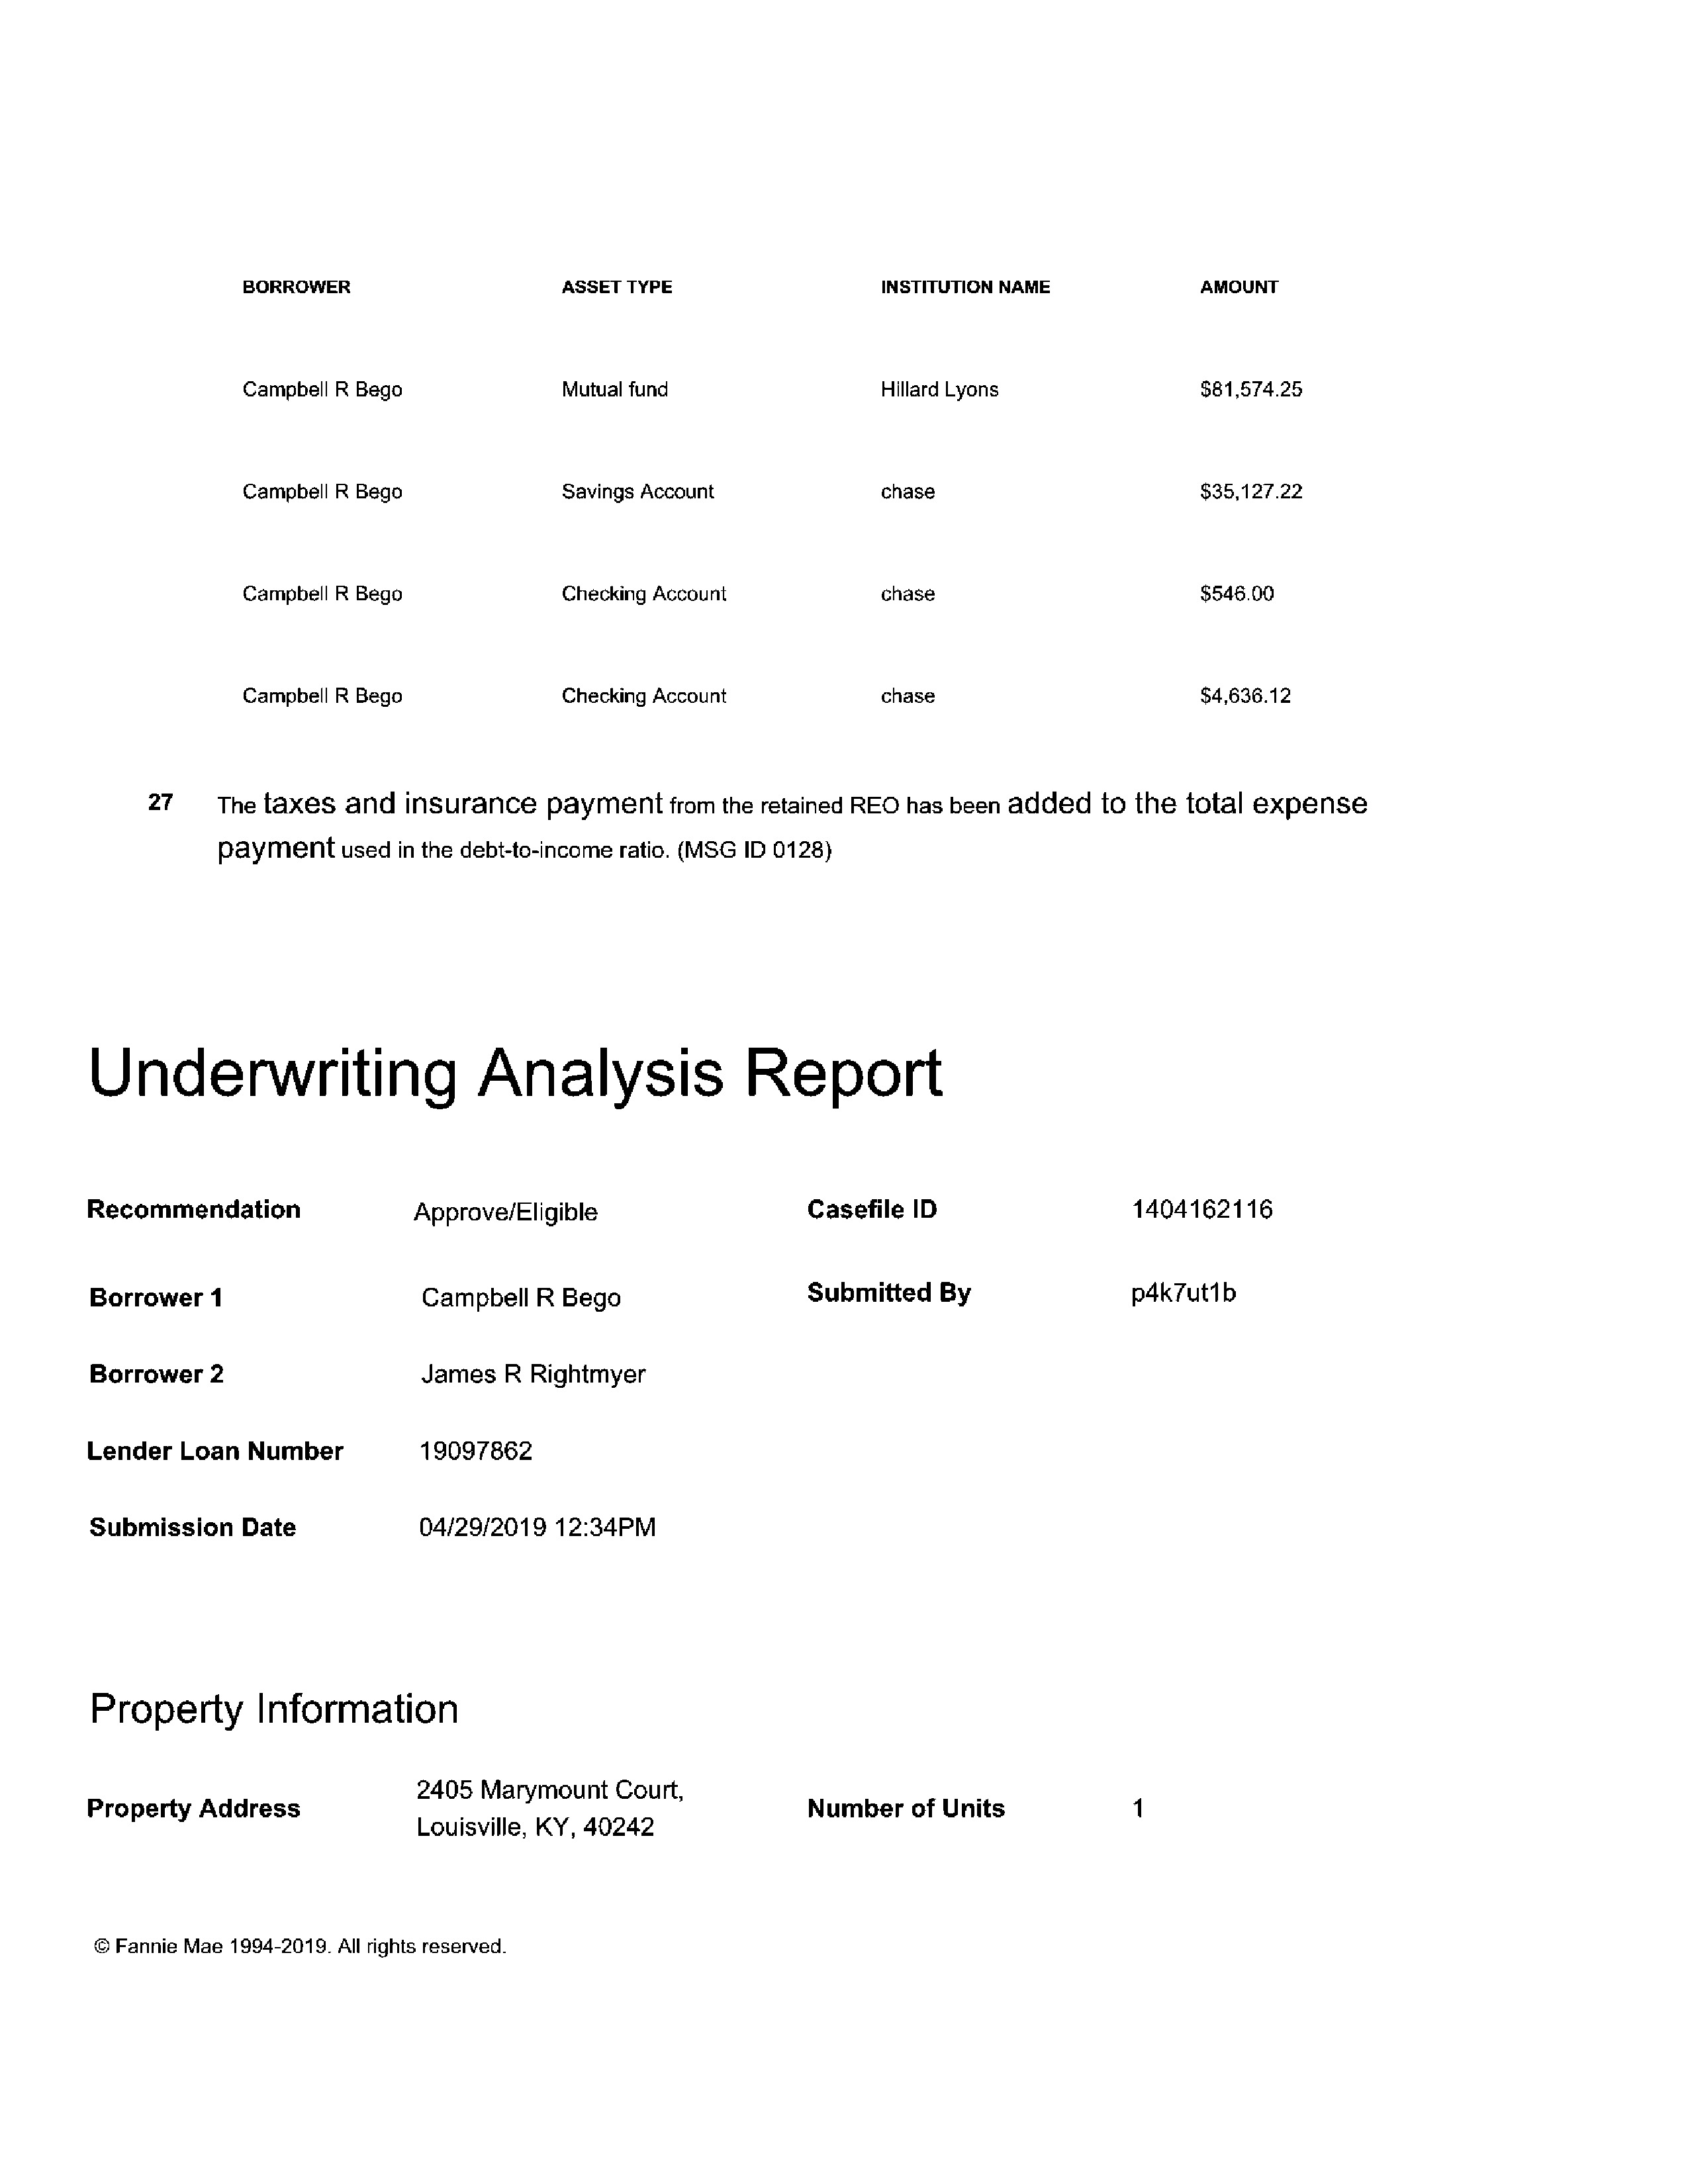 BORROWER ASSET TYPE INSTITUTION NAME AMOUNT
Campbell R Bego Mutual fund Hillard Lyons $81,574.25
Campbell R Bego Savings Account chase $35,127.22
Campbell R Bego Checking Account chase $546.00
Campbell R Bego Checking Account chase $4,636.12
27 The taxes and insurance payment from the retained REO has been added to the total expense
payment used in the debt-to-income ratio. (MSG ID 0128)
Underwriting Analysis Report
Recommendation Approve/Eligible Casefile ID 1404162116
Borrower 1 Campbell R Bego Submitted By p4k7ut1b
Borrower 2 James R Rightmyer
Lender Loan Number 19097862
Submission Date 04/29/2019 12:34PM
Property Information
Property Address 2405 Marymount Court, Number of Units 1
Louisville, KY, 40242
© Fannie Mae 1994-2019. All rights reserved.